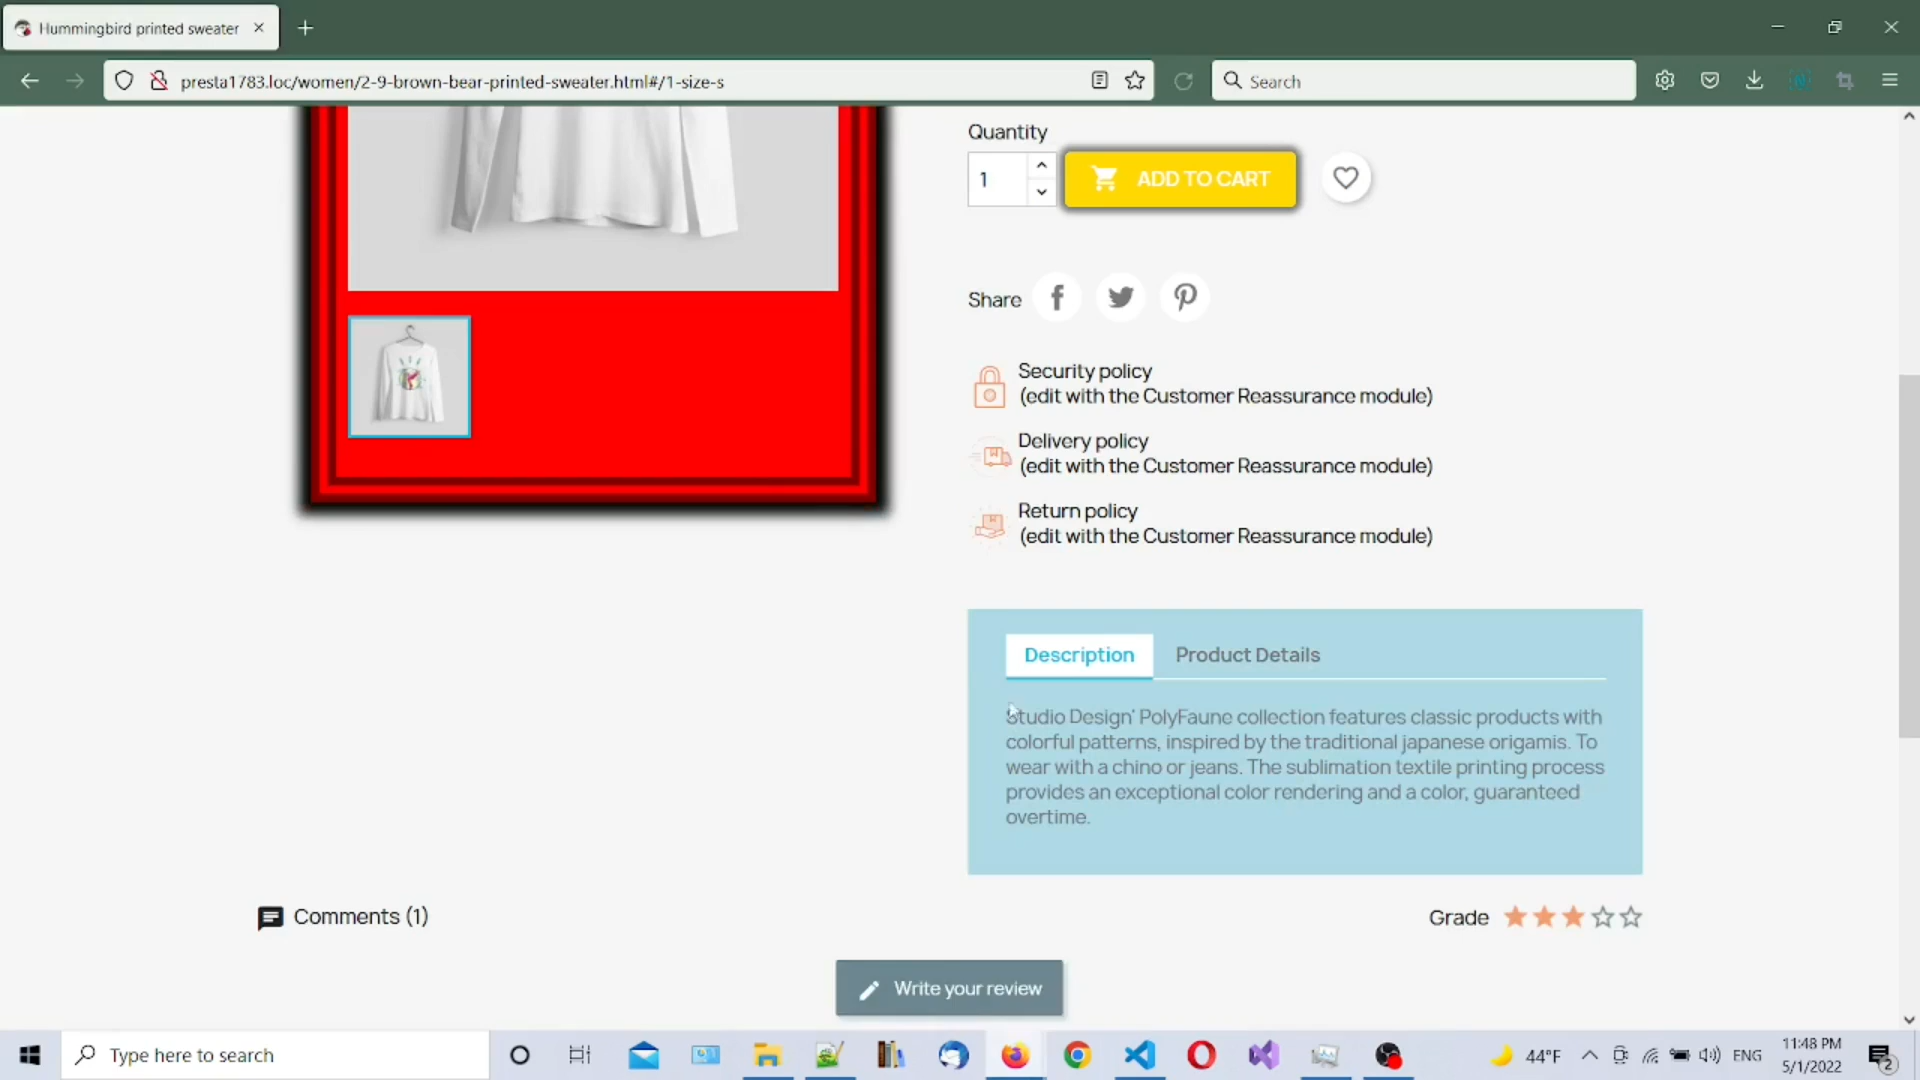 Hummingbird printed sweater
presta1783.loc/women/2-9-brown-bear-printed-sweater.html#/1-size-s
Search
Quantity
1
ADD TO CART
Share
Security policy
(edit with the Customer Reassurance module)
Delivery policy
(edit with the Customer Reassurance module)
Return policy
(edit with the Customer Reassurance module)
Description
Product Details
Studio Design' PolyFaune collection features classic products with
colorful patterns, inspired by the traditional japanese origamis. To
wear with a chino or jeans. The sublimation textile printing process
provides an exceptional color rendering and a color, guaranteed
overtime.
Comments (1)
Grade
Write your review
Type here to search
44°F
ENG
11:48 PM
5/1/2022
2